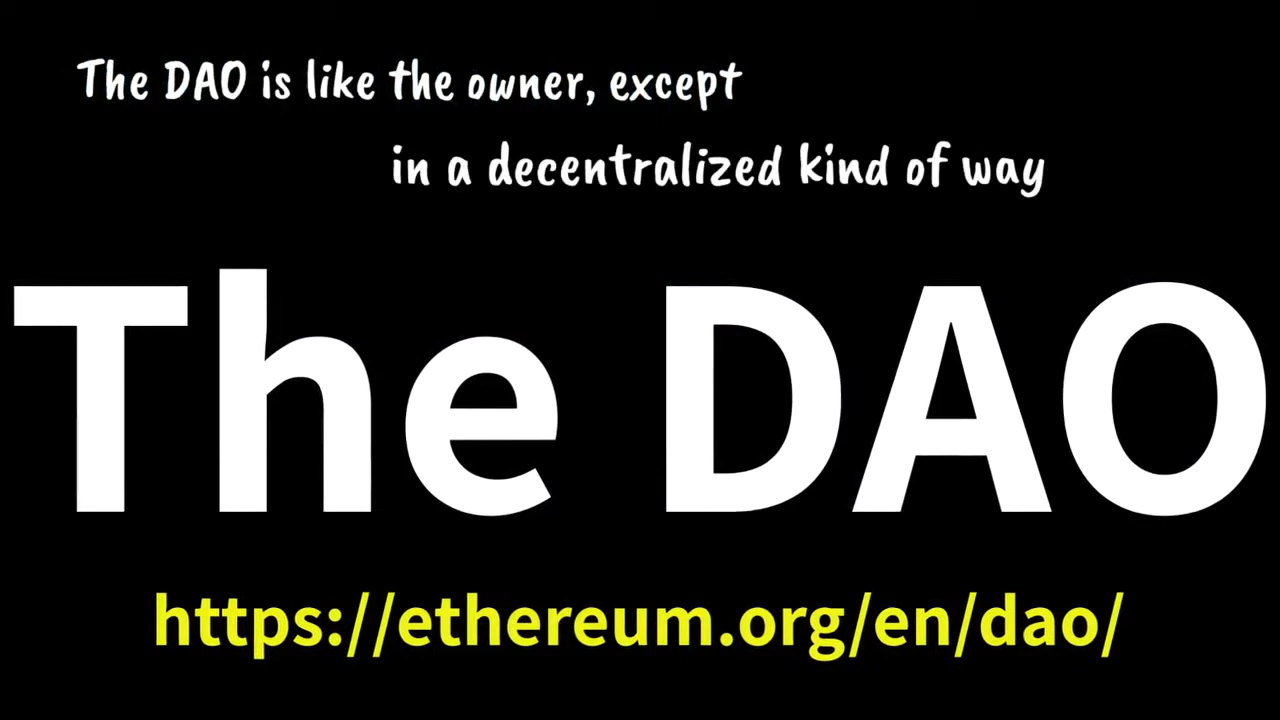 The DAO is like the owner, except
in a decentralized kind of way
The DAO
https://ethereum.org/en/dao/